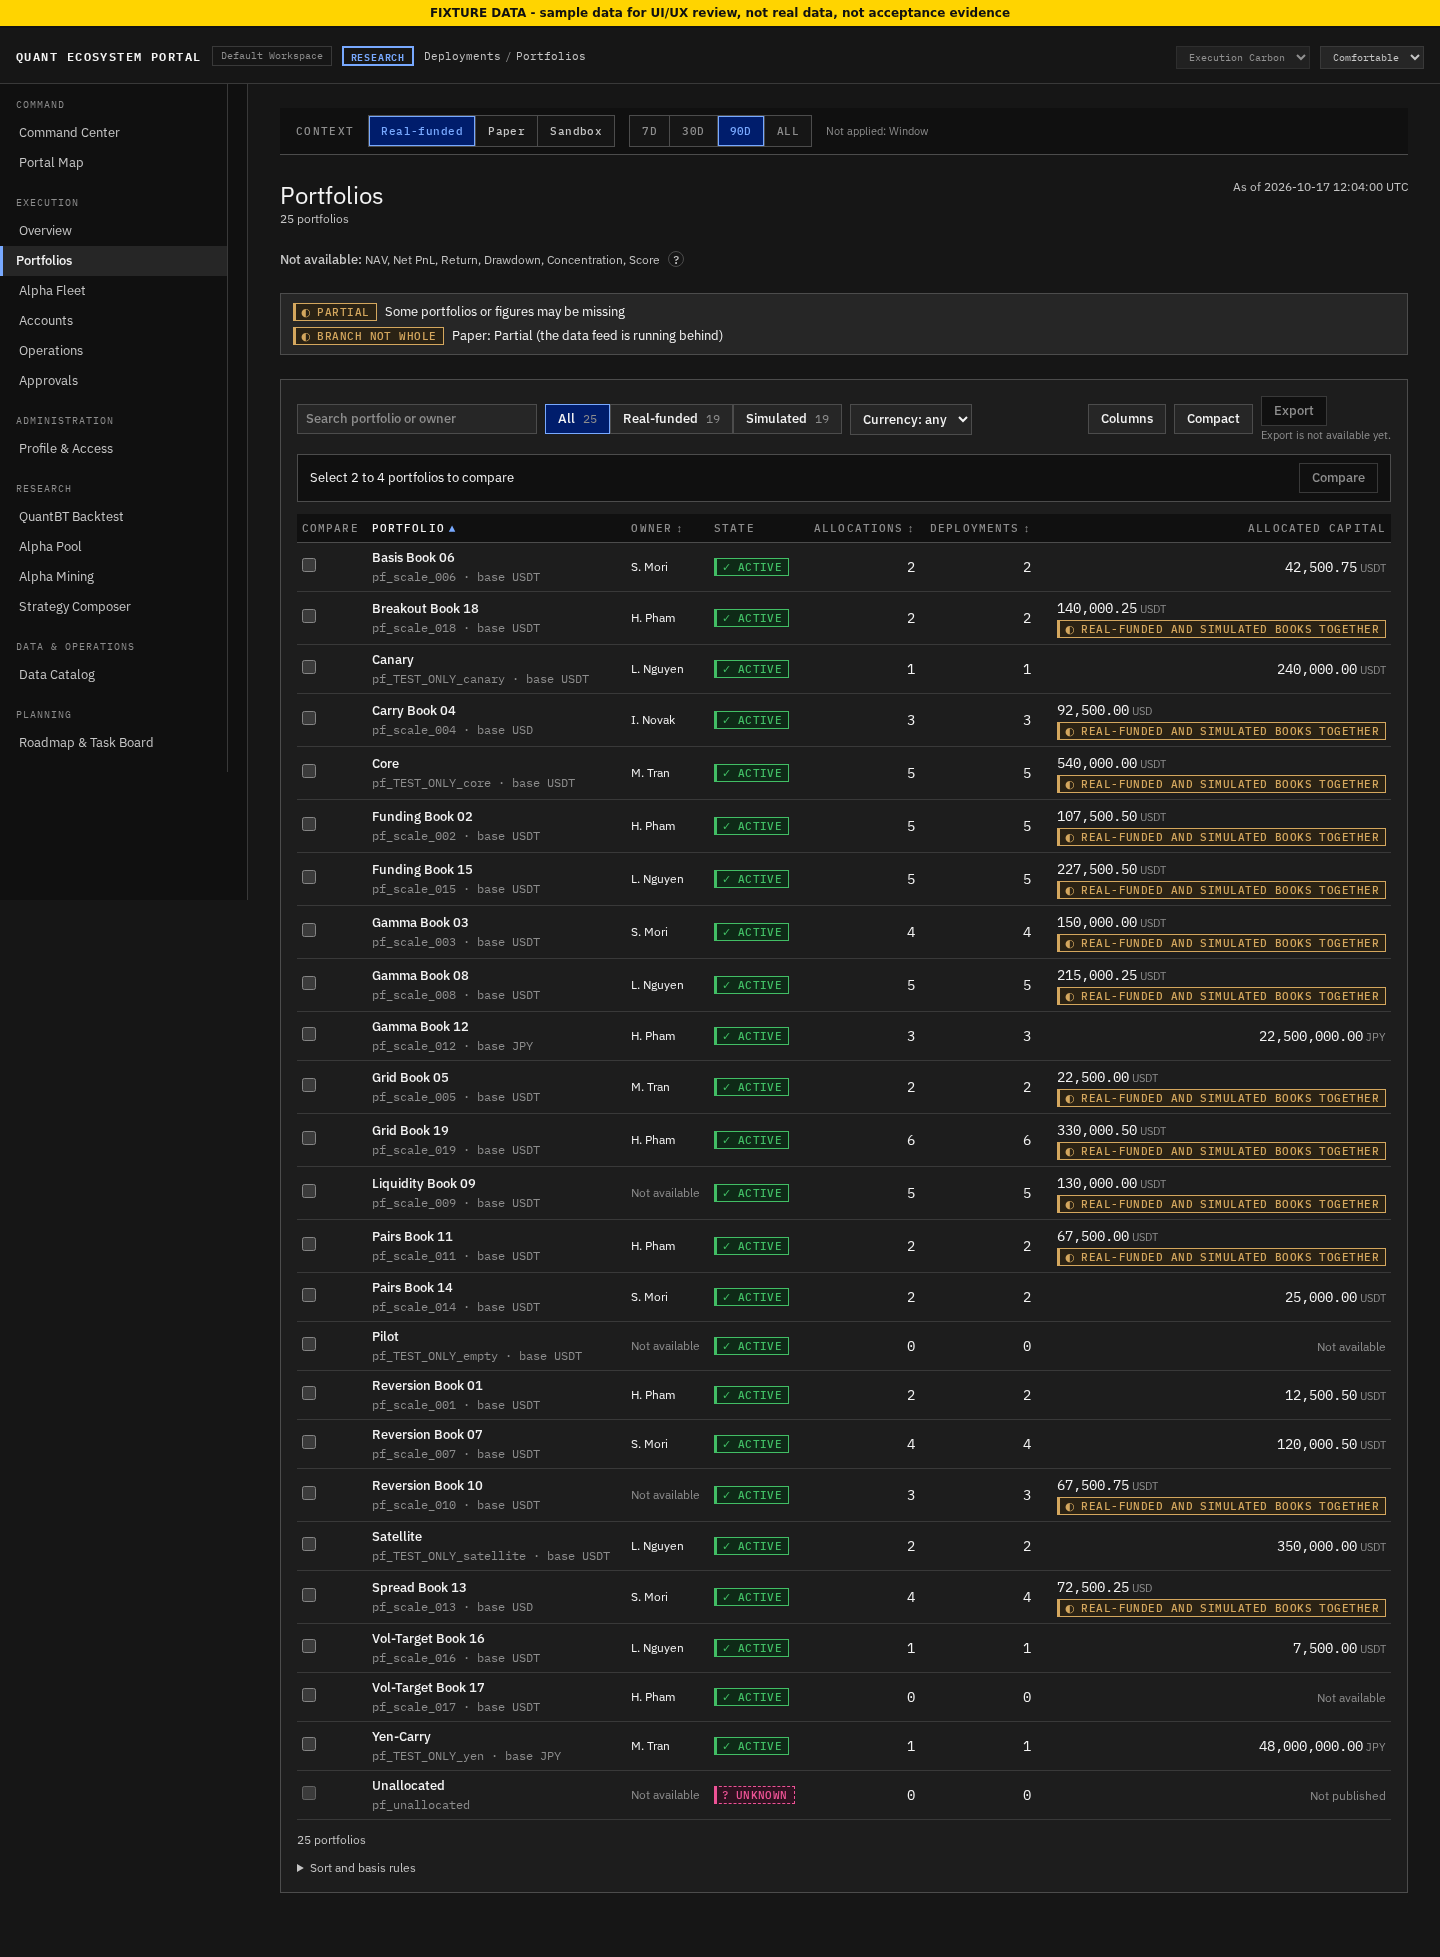 FIXTURE DATA - sample data for UI/UX review, not real data, not acceptance evidence
QUANT ECOSYSTEM PORTAL Default Workspace RESEARCH Deployments / Portfolios Execution Carbon Comfortable
COMMAND
Command Center
Portal Map
EXECUTION
Overview
Portfolios
Alpha Fleet
Accounts
Operations
Approvals
ADMINISTRATION
Profile & Access
RESEARCH
QuantBT Backtest
Alpha Pool
Alpha Mining
Strategy Composer
DATA & OPERATIONS
Data Catalog
PLANNING
Roadmap & Task Board
CONTEXT Real-funded Paper Sandbox 7D 30D 90D ALL Not applied: Window
Portfolios As of 2026-10-17 12:04:00 UTC
25 portfolios
Not available: NAV, Net PnL, Return, Drawdown, Concentration, Score ?
◐ PARTIAL Some portfolios or figures may be missing
◐ BRANCH NOT WHOLE Paper: Partial (the data feed is running behind)
Search portfolio or owner All 25 Real-funded 19 Simulated 19 Currency: any Columns Compact Export
Export is not available yet.
Select 2 to 4 portfolios to compare Compare
COMPARE PORTFOLIO ▲ OWNER ↕ STATE ALLOCATIONS ↕ DEPLOYMENTS ↕ ALLOCATED CAPITAL
Basis Book 06
pf_scale_006 · base USDT S. Mori ✓ ACTIVE 2 2 42,500.75 USDT
Breakout Book 18
pf_scale_018 · base USDT H. Pham ✓ ACTIVE 2 2 140,000.25 USDT
◐ REAL-FUNDED AND SIMULATED BOOKS TOGETHER
Canary
pf_TEST_ONLY_canary · base USDT L. Nguyen ✓ ACTIVE 1 1 240,000.00 USDT
Carry Book 04
pf_scale_004 · base USD I. Novak ✓ ACTIVE 3 3 92,500.00 USD
◐ REAL-FUNDED AND SIMULATED BOOKS TOGETHER
Core
pf_TEST_ONLY_core · base USDT M. Tran ✓ ACTIVE 5 5 540,000.00 USDT
◐ REAL-FUNDED AND SIMULATED BOOKS TOGETHER
Funding Book 02
pf_scale_002 · base USDT H. Pham ✓ ACTIVE 5 5 107,500.50 USDT
◐ REAL-FUNDED AND SIMULATED BOOKS TOGETHER
Funding Book 15
pf_scale_015 · base USDT L. Nguyen ✓ ACTIVE 5 5 227,500.50 USDT
◐ REAL-FUNDED AND SIMULATED BOOKS TOGETHER
Gamma Book 03
pf_scale_003 · base USDT S. Mori ✓ ACTIVE 4 4 150,000.00 USDT
◐ REAL-FUNDED AND SIMULATED BOOKS TOGETHER
Gamma Book 08
pf_scale_008 · base USDT L. Nguyen ✓ ACTIVE 5 5 215,000.25 USDT
◐ REAL-FUNDED AND SIMULATED BOOKS TOGETHER
Gamma Book 12
pf_scale_012 · base JPY H. Pham ✓ ACTIVE 3 3 22,500,000.00 JPY
Grid Book 05
pf_scale_005 · base USDT M. Tran ✓ ACTIVE 2 2 22,500.00 USDT
◐ REAL-FUNDED AND SIMULATED BOOKS TOGETHER
Grid Book 19
pf_scale_019 · base USDT H. Pham ✓ ACTIVE 6 6 330,000.50 USDT
◐ REAL-FUNDED AND SIMULATED BOOKS TOGETHER
Liquidity Book 09
pf_scale_009 · base USDT Not available ✓ ACTIVE 5 5 130,000.00 USDT
◐ REAL-FUNDED AND SIMULATED BOOKS TOGETHER
Pairs Book 11
pf_scale_011 · base USDT H. Pham ✓ ACTIVE 2 2 67,500.00 USDT
◐ REAL-FUNDED AND SIMULATED BOOKS TOGETHER
Pairs Book 14
pf_scale_014 · base USDT S. Mori ✓ ACTIVE 2 2 25,000.00 USDT
Pilot
pf_TEST_ONLY_empty · base USDT Not available ✓ ACTIVE 0 0 Not available
Reversion Book 01
pf_scale_001 · base USDT H. Pham ✓ ACTIVE 2 2 12,500.50 USDT
Reversion Book 07
pf_scale_007 · base USDT S. Mori ✓ ACTIVE 4 4 120,000.50 USDT
Reversion Book 10
pf_scale_010 · base USDT Not available ✓ ACTIVE 3 3 67,500.75 USDT
◐ REAL-FUNDED AND SIMULATED BOOKS TOGETHER
Satellite
pf_TEST_ONLY_satellite · base USDT L. Nguyen ✓ ACTIVE 2 2 350,000.00 USDT
Spread Book 13
pf_scale_013 · base USD S. Mori ✓ ACTIVE 4 4 72,500.25 USD
◐ REAL-FUNDED AND SIMULATED BOOKS TOGETHER
Vol-Target Book 16
pf_scale_016 · base USDT L. Nguyen ✓ ACTIVE 1 1 7,500.00 USDT
Vol-Target Book 17
pf_scale_017 · base USDT H. Pham ✓ ACTIVE 0 0 Not available
Yen-Carry
pf_TEST_ONLY_yen · base JPY M. Tran ✓ ACTIVE 1 1 48,000,000.00 JPY
Unallocated
pf_unallocated Not available ? UNKNOWN 0 0 Not published
25 portfolios
▶ Sort and basis rules